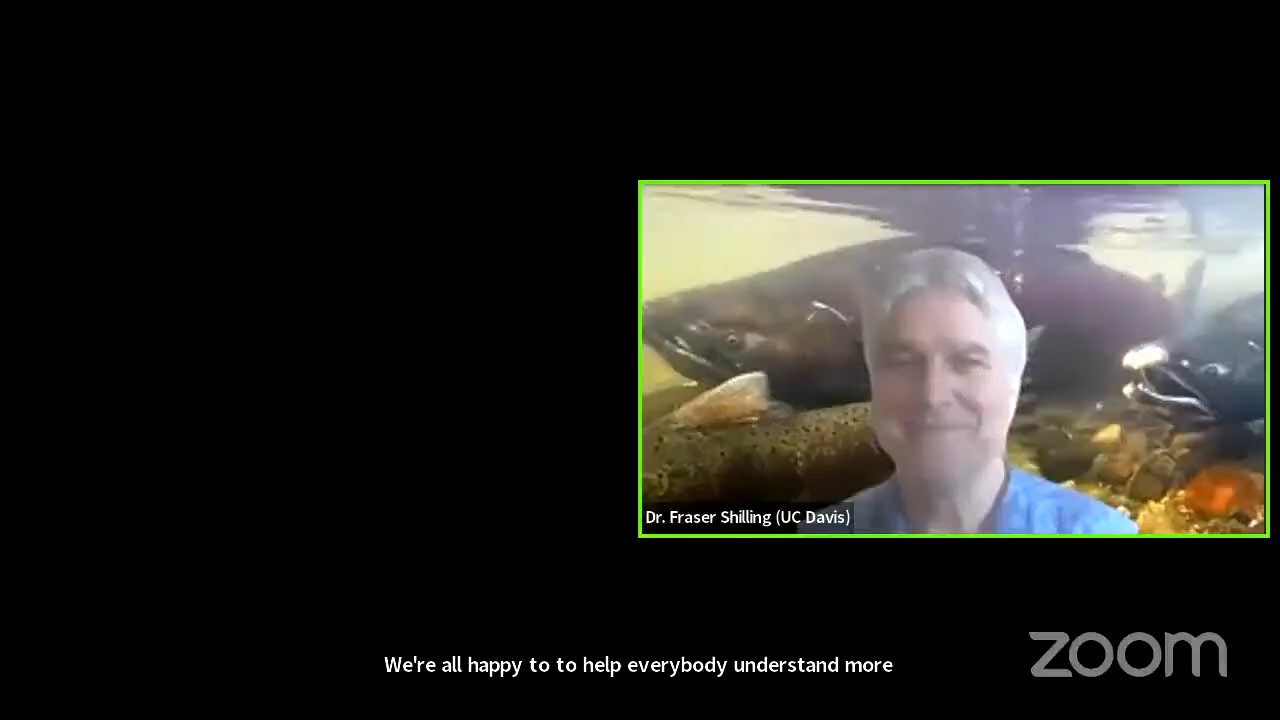 Dr. Fraser Shilling (UC Davis)
We're all happy to to help everybody understand more
zoom